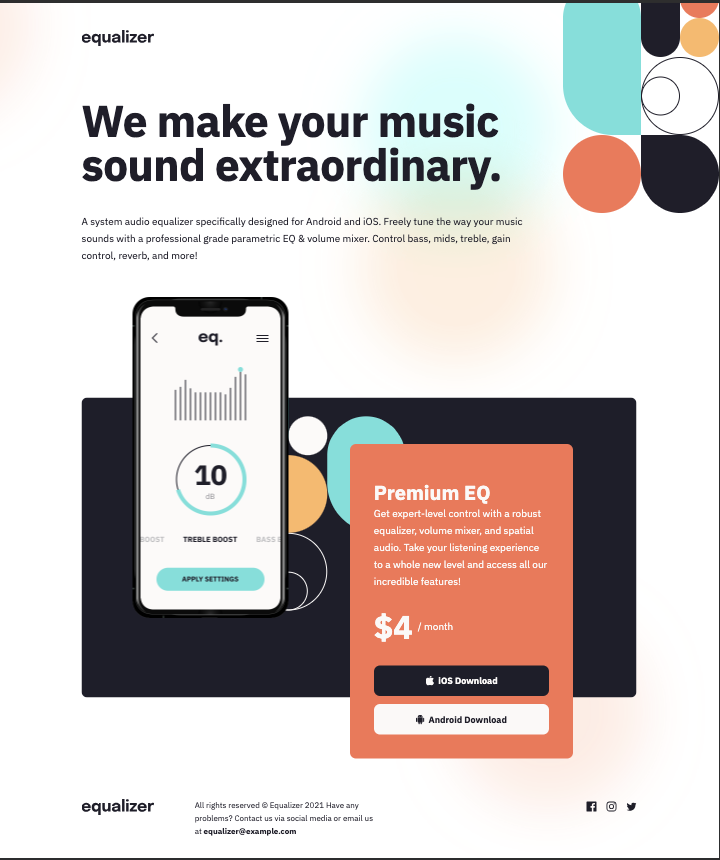 equalizer
We make your music
sound extraordinary.
A system audio equalizer specifically designed for Android and iOS. Freely tune the way your music
sounds with a professional grade parametric EQ & volume mixer. Control bass, mids, treble, gain
control, reverb, and more!
eq.
10
dB
BOOST TREBLE BOOST BASS B
APPLY SETTINGS
Premium EQ
Get expert-level control with a robust
equalizer, volume mixer, and spatial
audio. Take your listening experience
to a whole new level and access all our
incredible features!
$4 / month
iOS Download
Android Download
equalizer
All rights reserved © Equalizer 2021 Have any
problems? Contact us via social media or email us
at equalizer@example.com